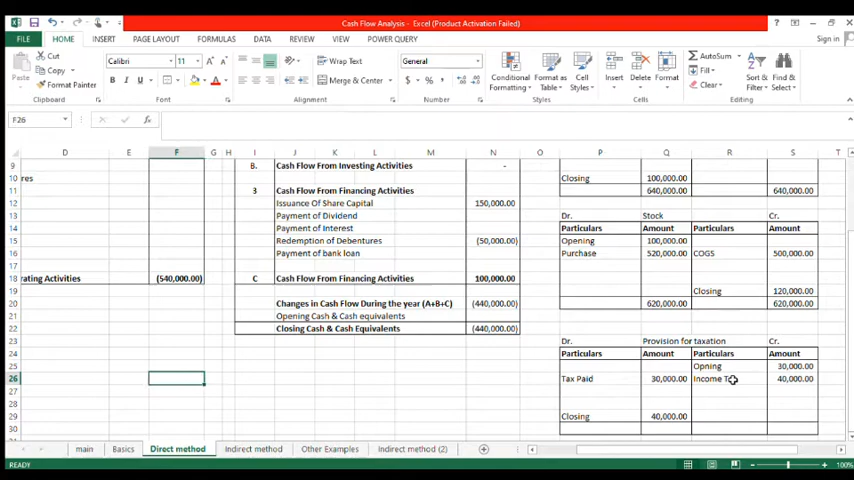 Cash Flow Analysis - Excel (Product Activation Failed)
FILE HOME INSERT PAGE LAYOUT FORMULAS DATA REVIEW VIEW POWER QUERY Sign in
Cut
Copy
Format Painter
Paste
Clipboard
Calibri 11
B I U
Font
Wrap Text
Merge & Center
Alignment
General
$ % ,
Number
Conditional Formatting
Format as Table
Cell Styles
Styles
Insert Delete Format
Cells
AutoSum
Fill
Clear
Sort & Filter
Find & Select
Editing
F26 fx
D E F G H I J K L M N O P Q R S T
9 B. Cash Flow From Investing Activities -
10 res Closing 100,000.00
11 3 Cash Flow From Financing Activities 640,000.00 640,000.00
12 Issuance Of Share Capital 150,000.00
13 Payment of Dividend Dr. Stock Cr.
14 Payment of Interest Particulars Amount Particulars Amount
15 Redemption of Debentures (50,000.00) Opening 100,000.00
16 Payment of bank loan Purchase 520,000.00 COGS 500,000.00
17
18 rating Activities (540,000.00) C Cash Flow From Financing Activities 100,000.00
19 Closing 120,000.00
20 Changes in Cash Flow During the year (A+B+C) (440,000.00) 620,000.00 620,000.00
21 Opening Cash & Cash equivalents
22 Closing Cash & Cash Equivalents (440,000.00)
23 Dr. Provision for taxation Cr.
24 Particulars Amount Particulars Amount
25 Opning 30,000.00
26 Tax Paid 30,000.00 Income 40,000.00
27
28
29 Closing 40,000.00
30
main Basics Direct method Indirect method Other Examples Indirect method (2)
READY 100%